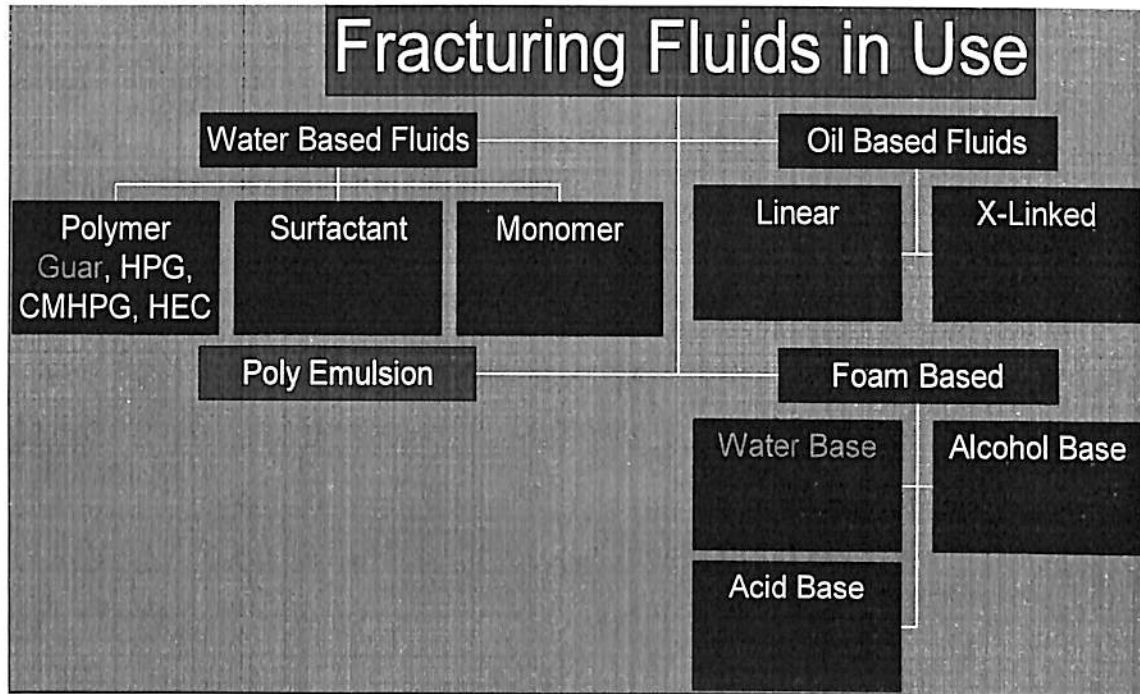 Fracturing Fluids in Use
Water Based Fluids
Oil Based Fluids
Polymer
Guar, HPG,
CMHPG, HEC
Surfactant
Monomer
Linear
X-Linked
Poly Emulsion
Foam Based
Water Base
Alcohol Base
Acid Base